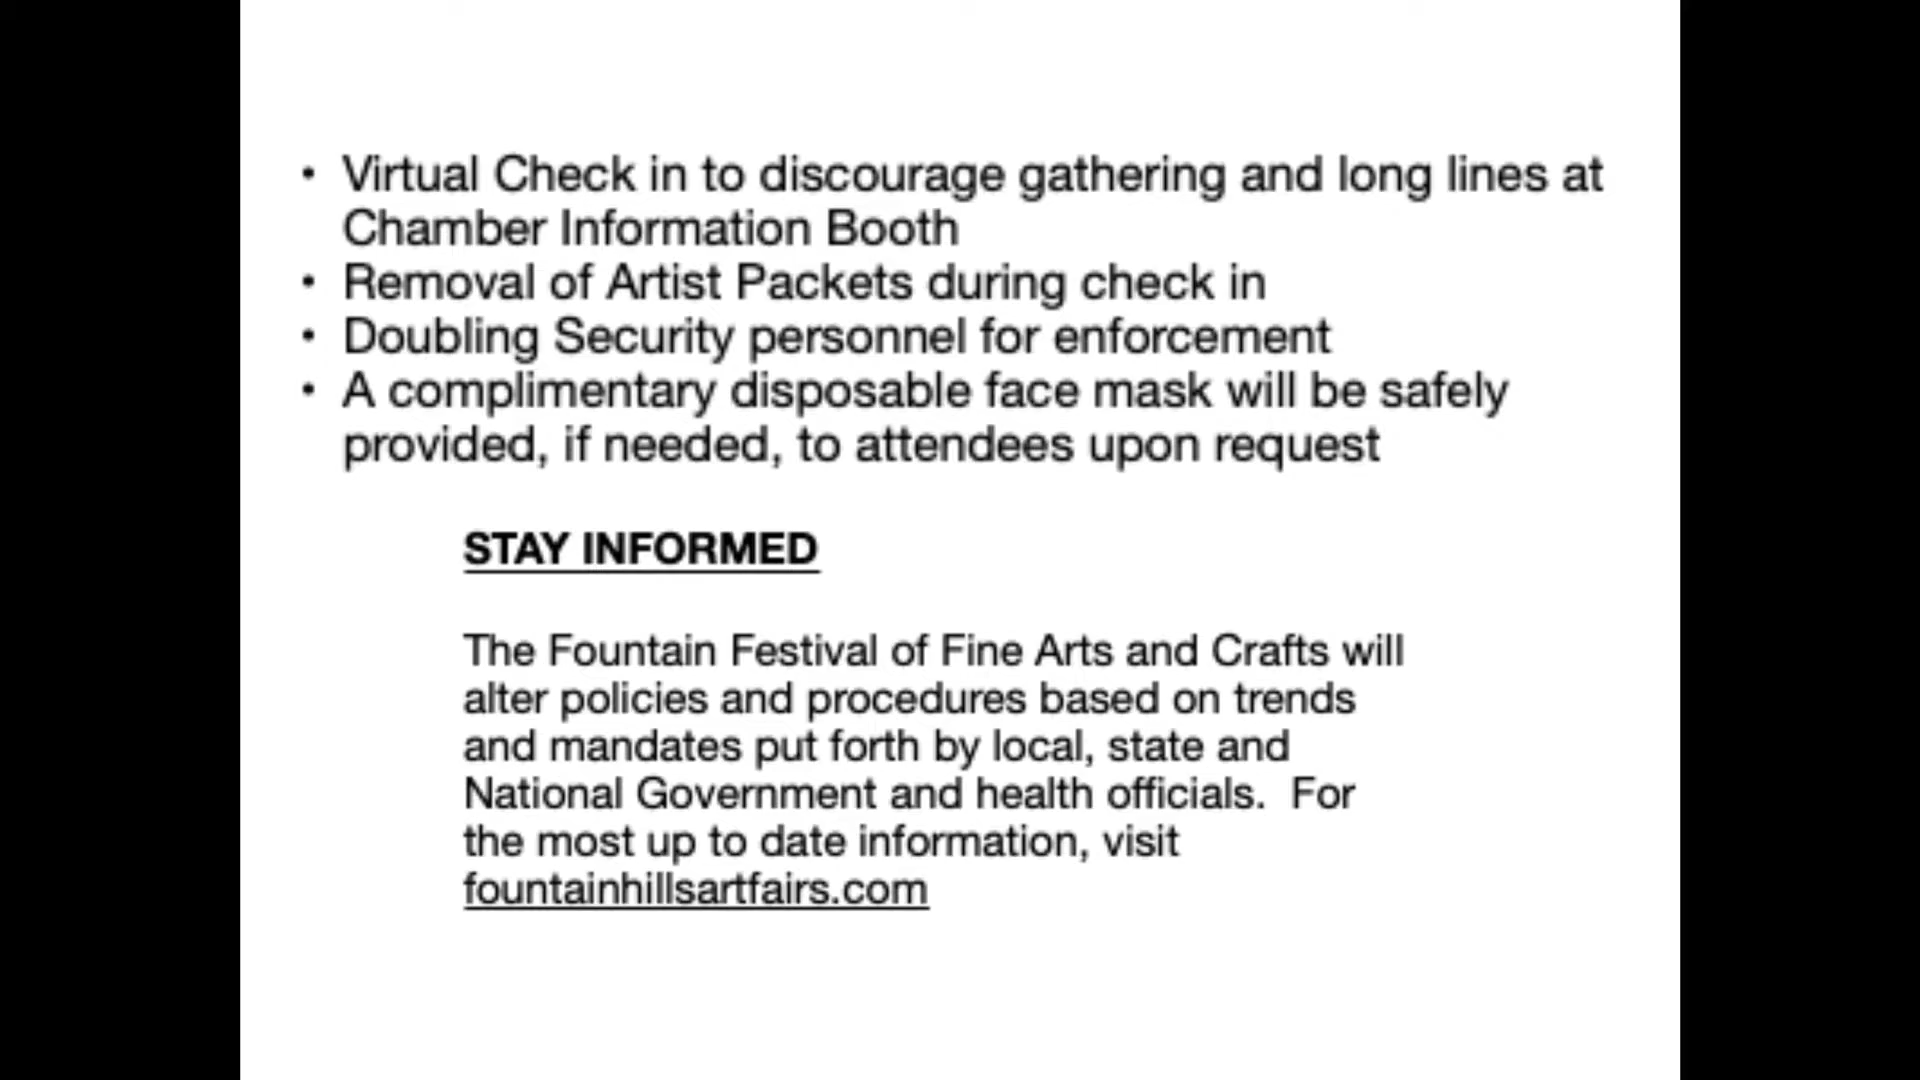 • Virtual Check in to discourage gathering and long lines at
Chamber Information Booth
• Removal of Artist Packets during check in
• Doubling Security personnel for enforcement
• A complimentary disposable face mask will be safely
provided, if needed, to attendees upon request
STAY INFORMED
The Fountain Festival of Fine Arts and Crafts will
alter policies and procedures based on trends
and mandates put forth by local, state and
National Government and health officials.  For
the most up to date information, visit
fountainhillsartfairs.com